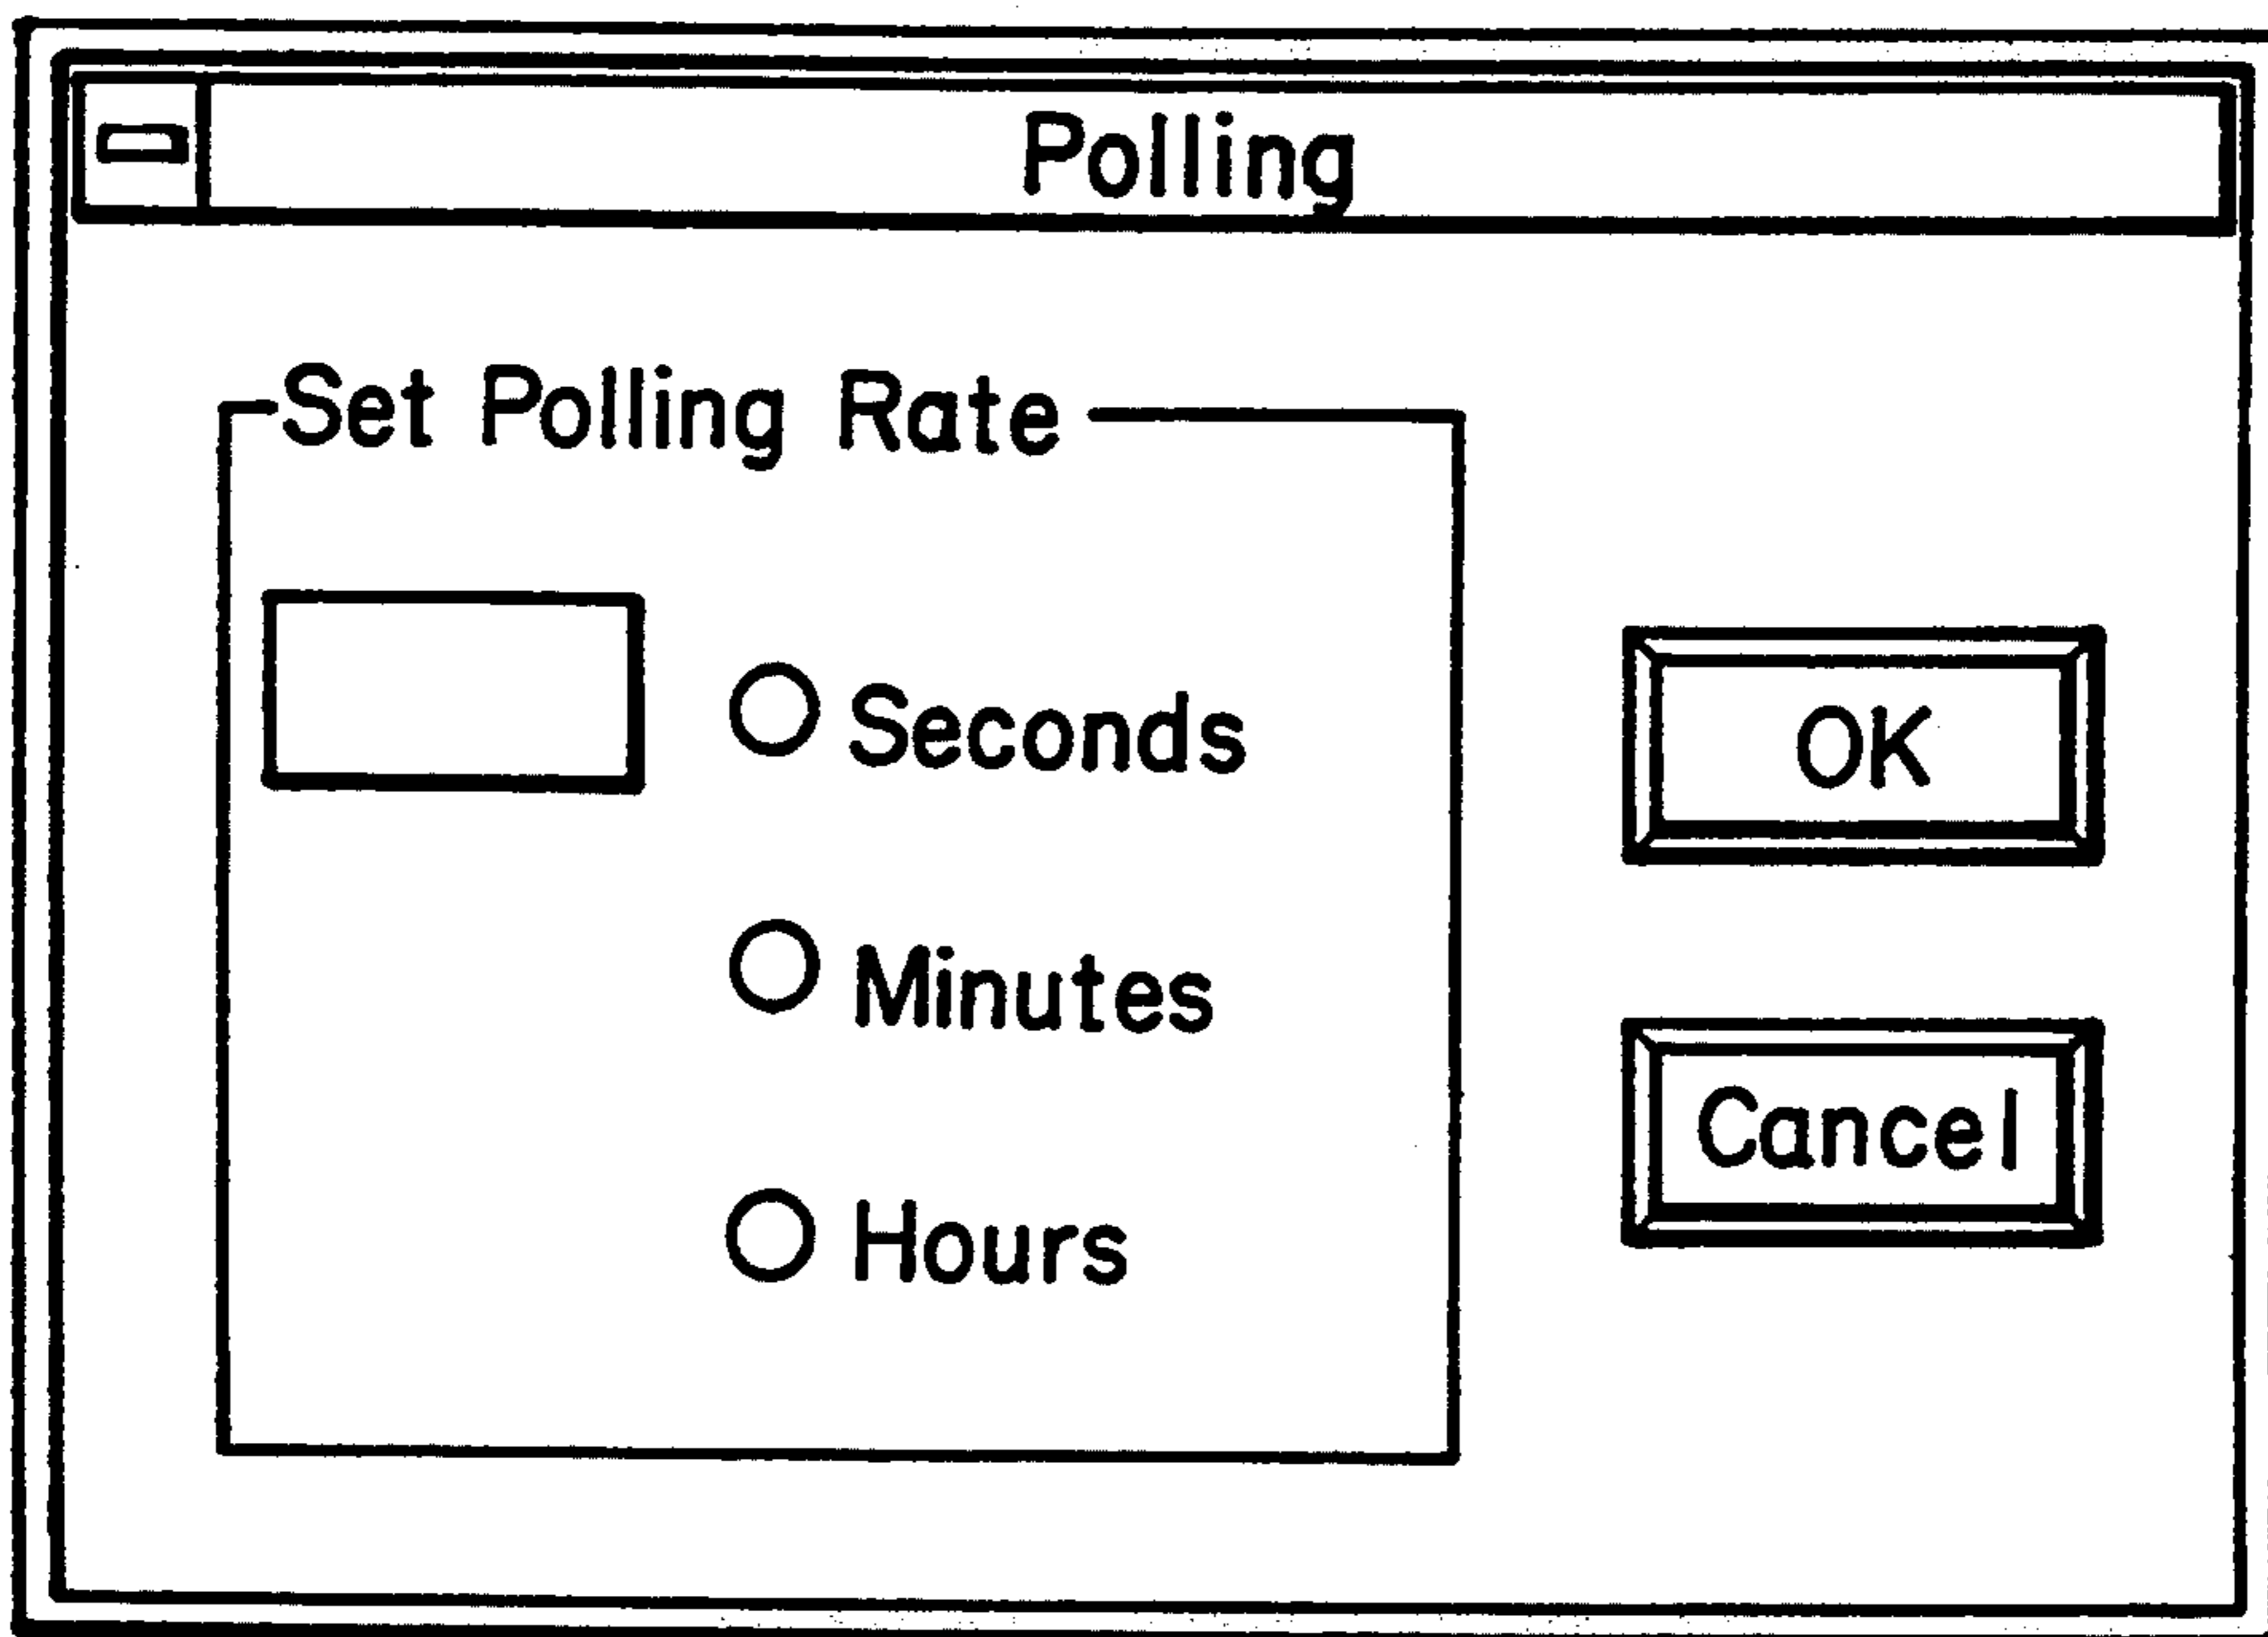 Polling
Set Polling Rate
Seconds
OK
Minutes
Cancel
Hours